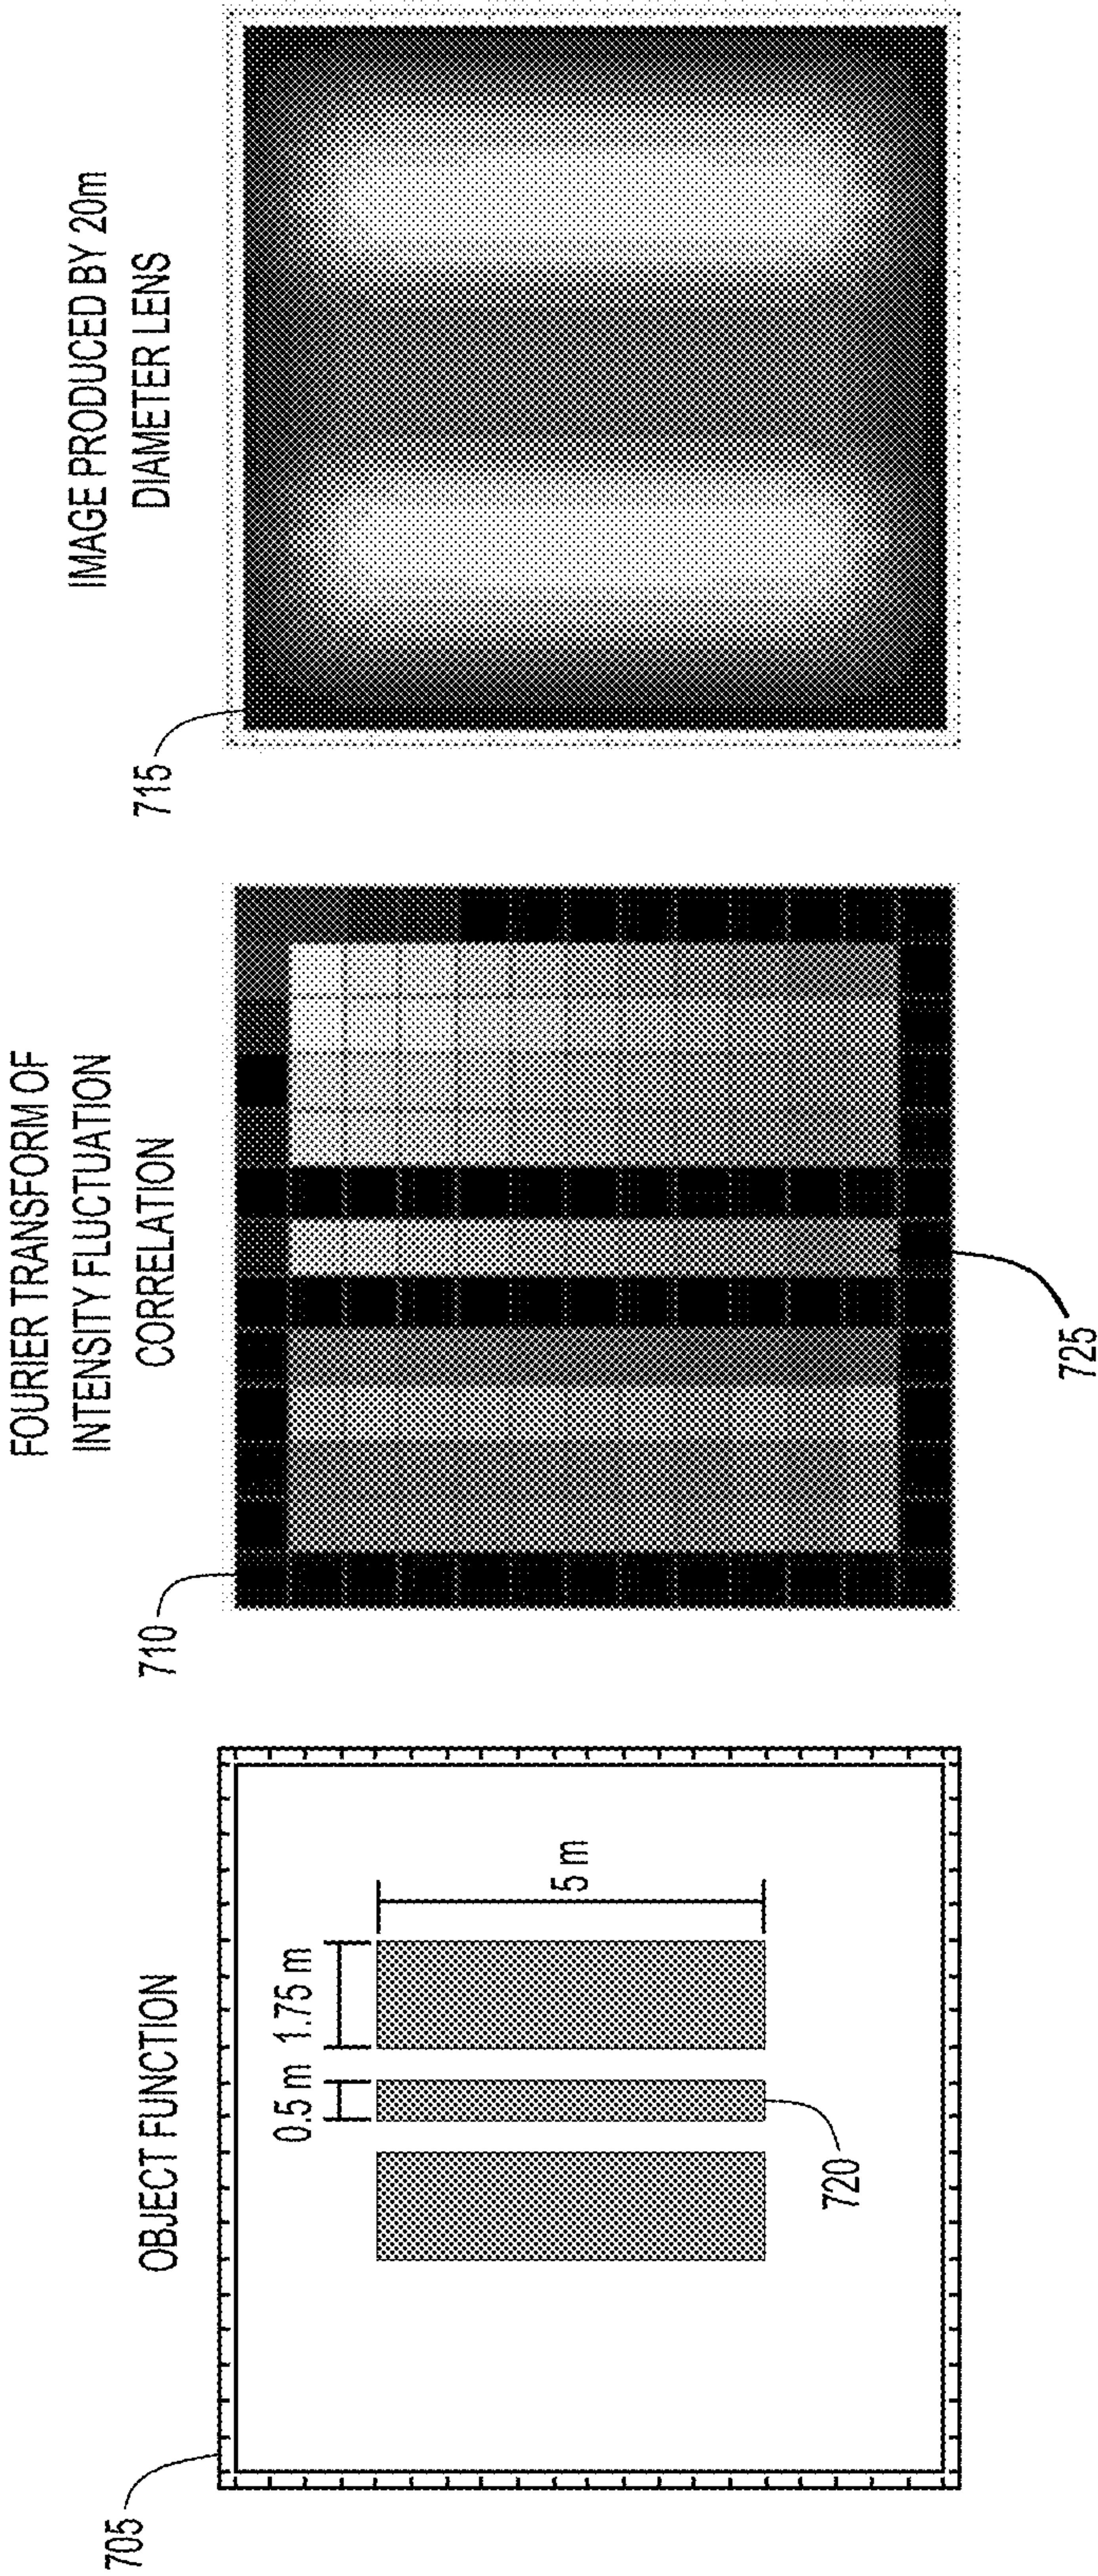 705
OBJECT FUNCTION
0.5 m
1.75 m
5 m
720
FOURIER TRANSFORM OF
INTENSITY FLUCTUATION
CORRELATION
710
725
IMAGE PRODUCED BY 20m
DIAMETER LENS
715